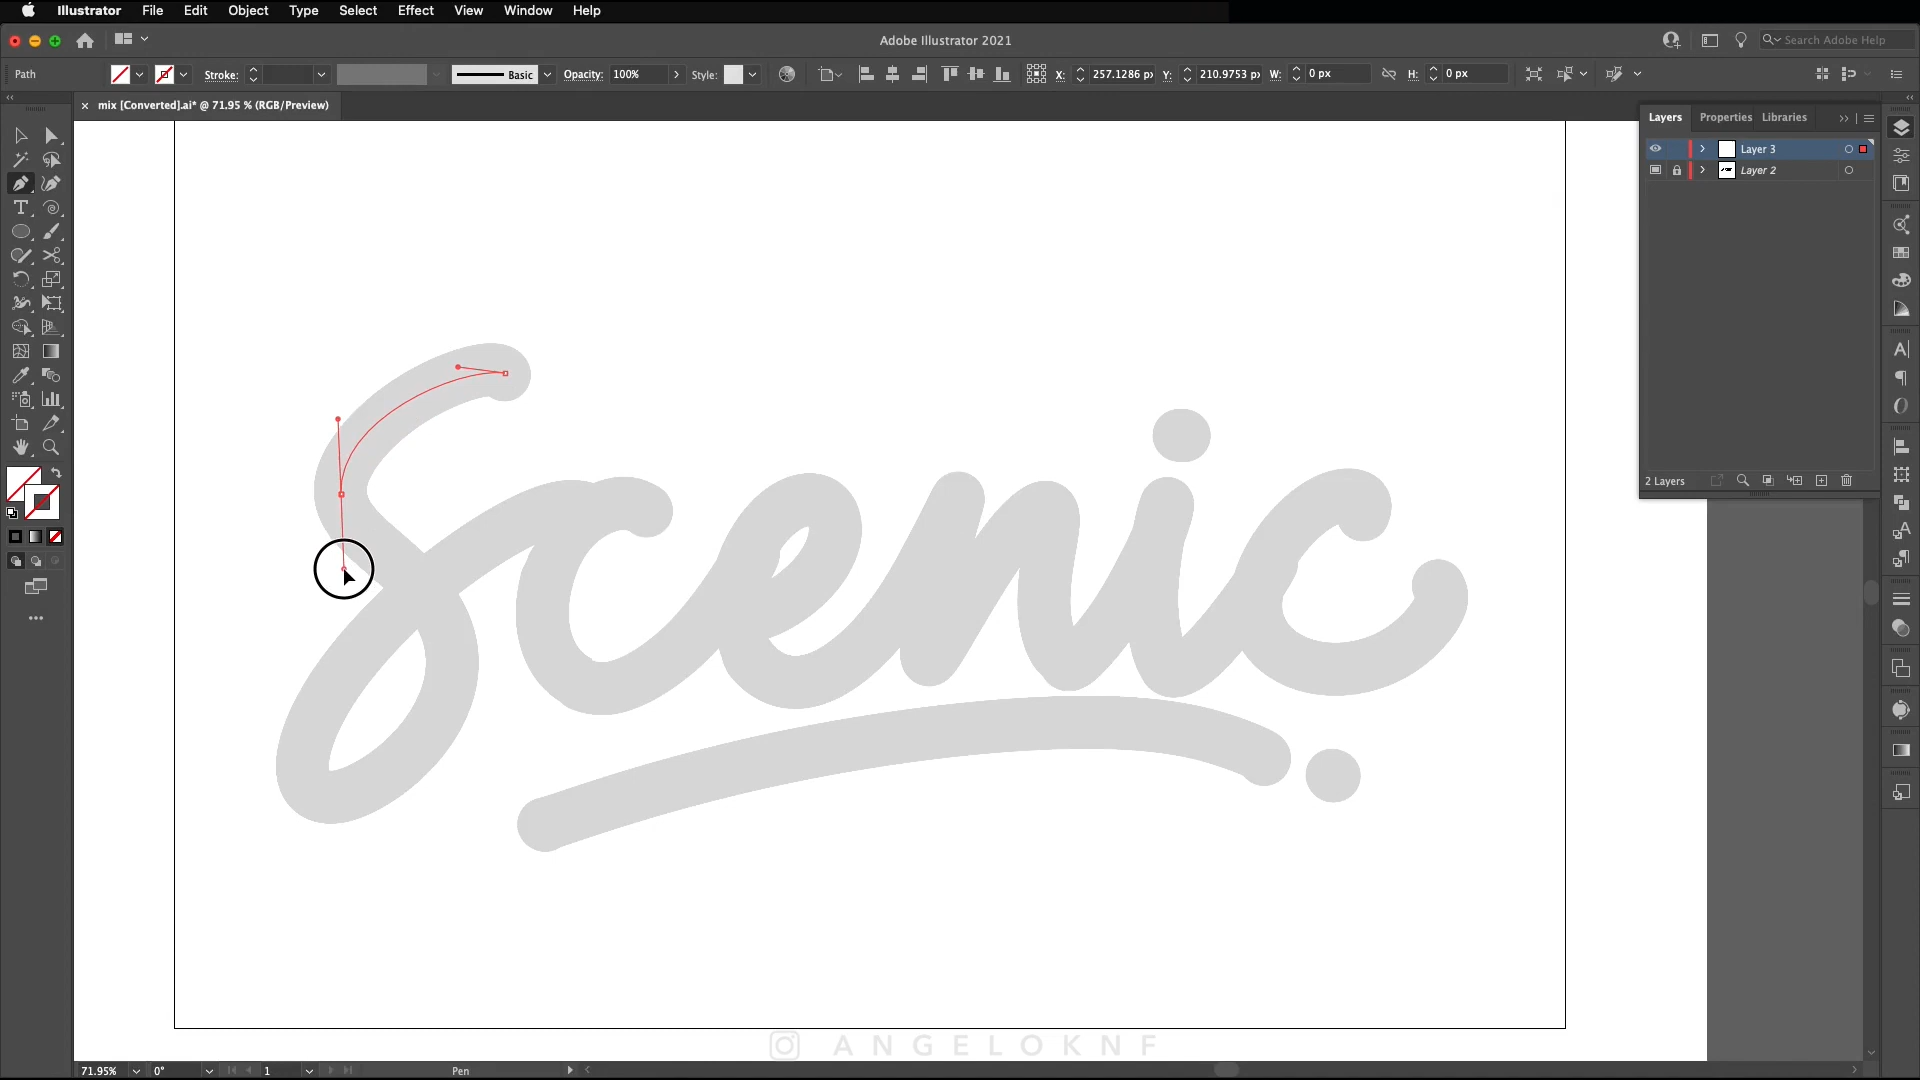 Illustrator File Edit Object Type Select Effect View Window Help
Adobe Illustrator 2021
Search Adobe Help
Path
Stroke:
Basic
Opacity: 100%
Style:
X: 257.1286 px
Y: 210.9753 px
W: 0 px
H: 0 px
× mix [Converted].ai* @ 71.95 % (RGB/Preview)
Layers Properties Libraries
Layer 3
Layer 2
2 Layers
Scenic
ANGELOKNF
71.95% 0° 1 Pen